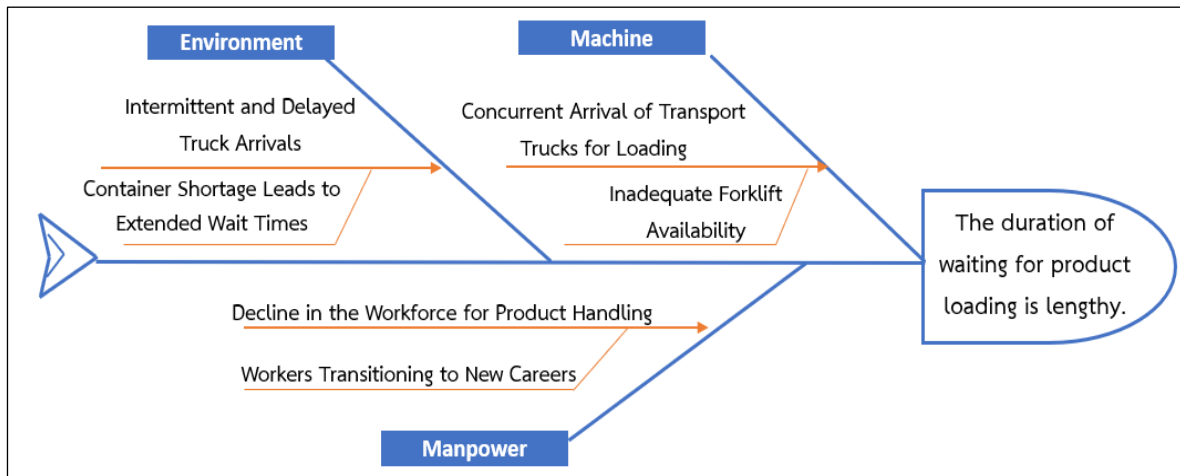 Environment
Machine
Intermittent and Delayed
Truck Arrivals
Container Shortage Leads to
Extended Wait Times
Concurrent Arrival of Transport
Trucks for Loading
Inadequate Forklift
Availability
The duration of
waiting for product
loading is lengthy.
Decline in the Workforce for Product Handling
Workers Transitioning to New Careers
Manpower